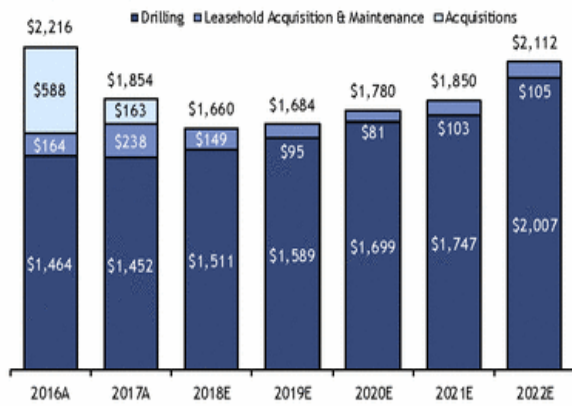 Drilling Leasehold Acquisition & Maintenance Acquisitions
$2,216 $1,854 $1,660 $1,684 $1,780 $1,850 $2,112
$588 $163
$164 $238 $149 $95 $81 $103 $105
$1,464 $1,452 $1,511 $1,589 $1,699 $1,747 $2,007
2016A 2017A 2018E 2019E 2020E 2021E 2022E